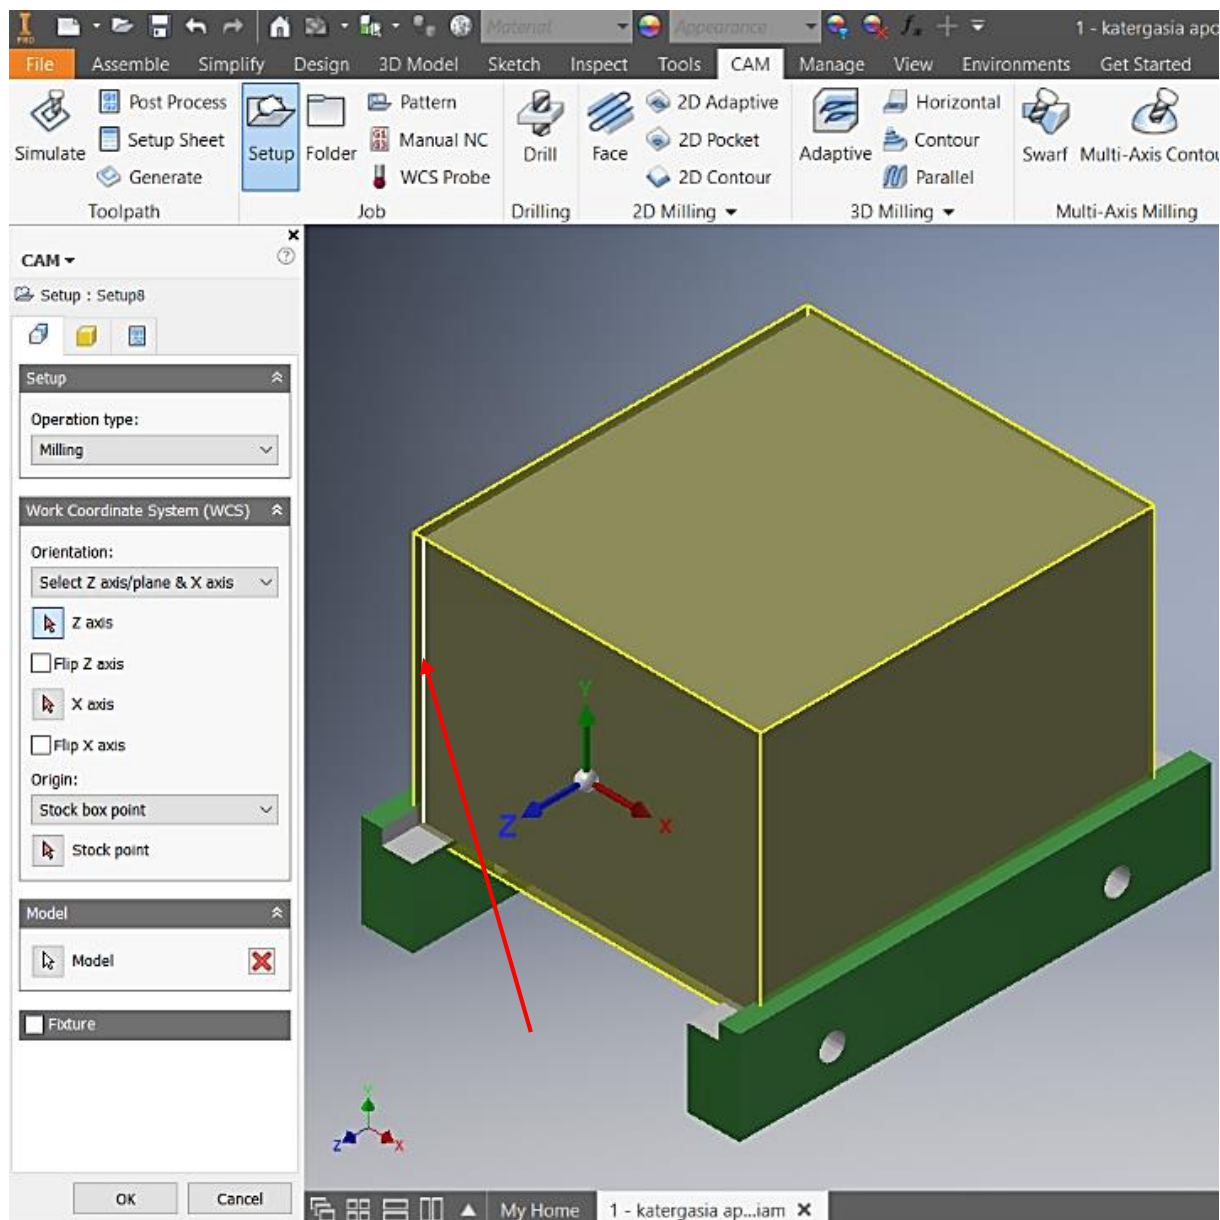 PRO
Material
Appearance
1 - katergasia apo
File Assemble Simplify Design 3D Model Sketch Inspect Tools CAM Manage View Environments Get Started
Simulate
Post Process
Setup Sheet
Generate
Toolpath
Setup
Folder
Pattern
Manual NC
WCS Probe
Job
Drill
Drilling
Face
2D Adaptive
2D Pocket
2D Contour
2D Milling
Adaptive
Horizontal
Contour
Parallel
3D Milling
Swarf
Multi-Axis Contou
Multi-Axis Milling
CAM
Setup : Setup8
Setup
Operation type:
Milling
Work Coordinate System (WCS)
Orientation:
Select Z axis/plane & X axis
Z axis
Flip Z axis
X axis
Flip X axis
Origin:
Stock box point
Stock point
Model
Model
Fixture
OK Cancel
Y
Z
X
Y
Z
X
My Home
1 - katergasia ap...iam